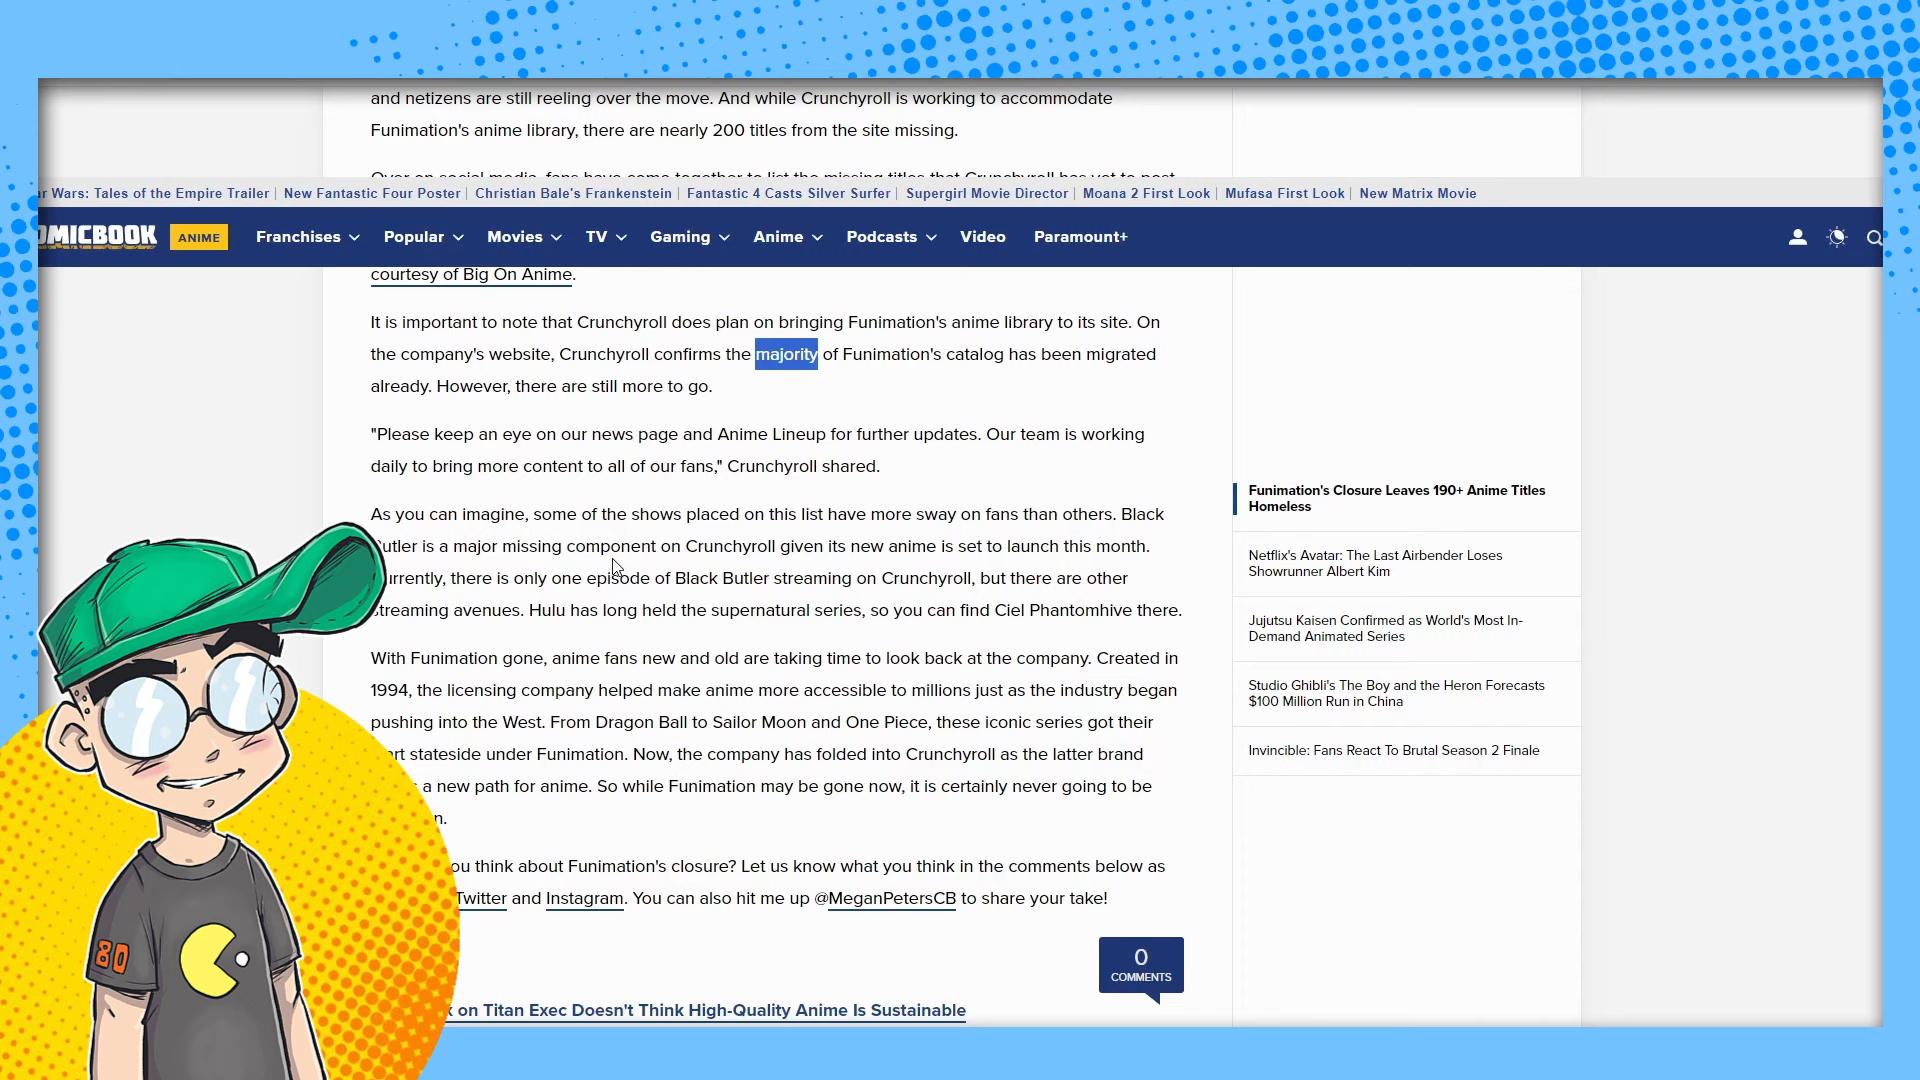 and netizens are still reeling over the move. And while Crunchyroll is working to accommodate
Funimation's anime library, there are nearly 200 titles from the site missing.
Over on social media, fans have come together to list the missing titles that Crunchyroll has yet to post
ar Wars: Tales of the Empire Trailer | New Fantastic Four Poster | Christian Bale's Frankenstein | Fantastic 4 Casts Silver Surfer | Supergirl Movie Director | Moana 2 First Look | Mufasa First Look | New Matrix Movie
OMICBOOK ANIME Franchises Popular Movies TV Gaming Anime Podcasts Video Paramount+
courtesy of Big On Anime.
It is important to note that Crunchyroll does plan on bringing Funimation's anime library to its site. On
the company's website, Crunchyroll confirms the majority of Funimation's catalog has been migrated
already. However, there are still more to go.
"Please keep an eye on our news page and Anime Lineup for further updates. Our team is working
daily to bring more content to all of our fans," Crunchyroll shared.
As you can imagine, some of the shows placed on this list have more sway on fans than others. Black
utler is a major missing component on Crunchyroll given its new anime is set to launch this month.
urrently, there is only one episode of Black Butler streaming on Crunchyroll, but there are other
streaming avenues. Hulu has long held the supernatural series, so you can find Ciel Phantomhive there.
With Funimation gone, anime fans new and old are taking time to look back at the company. Created in
1994, the licensing company helped make anime more accessible to millions just as the industry began
pushing into the West. From Dragon Ball to Sailor Moon and One Piece, these iconic series got their
rt stateside under Funimation. Now, the company has folded into Crunchyroll as the latter brand
a new path for anime. So while Funimation may be gone now, it is certainly never going to be
n.
ou think about Funimation's closure? Let us know what you think in the comments below as
Twitter and Instagram. You can also hit me up @MeganPetersCB to share your take!
0
COMMENTS
k on Titan Exec Doesn't Think High-Quality Anime Is Sustainable
Funimation's Closure Leaves 190+ Anime Titles
Homeless
Netflix's Avatar: The Last Airbender Loses
Showrunner Albert Kim
Jujutsu Kaisen Confirmed as World's Most In-
Demand Animated Series
Studio Ghibli's The Boy and the Heron Forecasts
$100 Million Run in China
Invincible: Fans React To Brutal Season 2 Finale
80